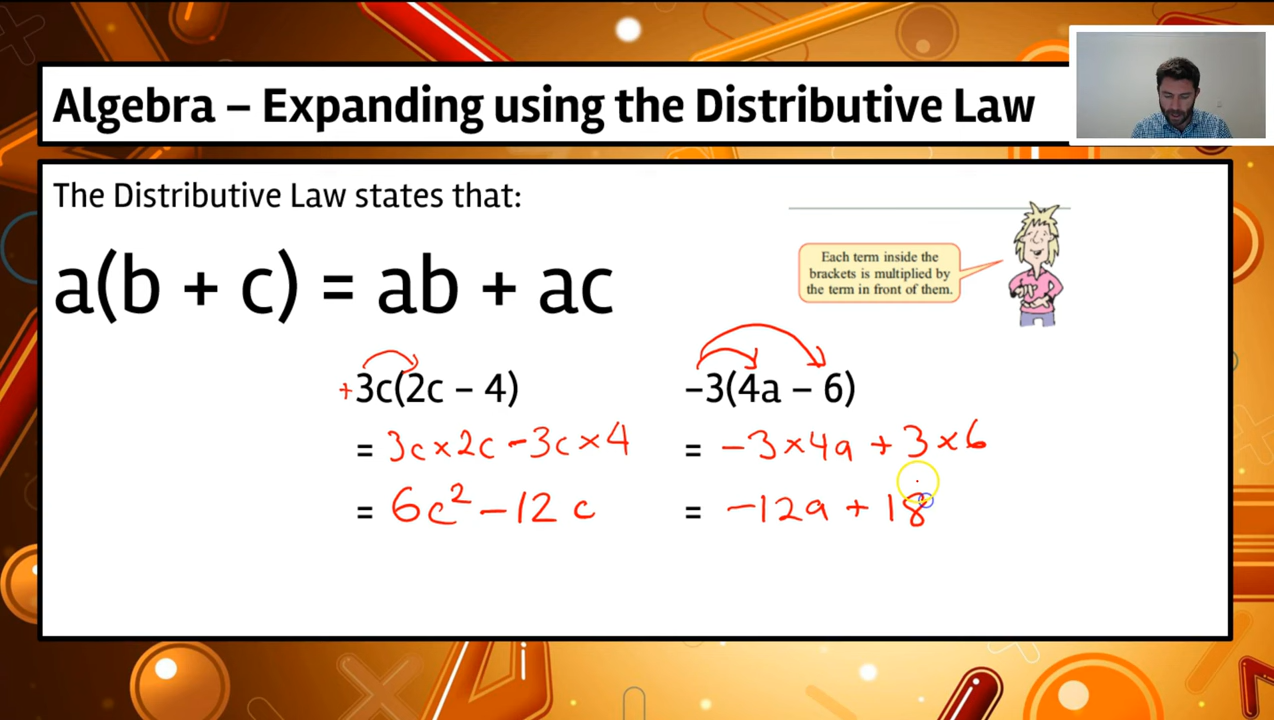 Algebra – Expanding using the Distributive Law
The Distributive Law states that:
a(b + c) = ab + ac
Each term inside the
brackets is multiplied by
the term in front of them.
+3c(2c – 4)
= 3c×2c -3c×4
= 6c² -12c
–3(4a – 6)
= -3×4a + 3×6
= -12a + 18